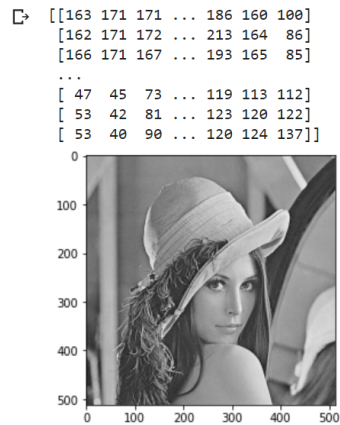 [[163 171 171 ... 186 160 100]
[162 171 172 ... 213 164 86]
[166 171 167 ... 193 165 85]
...
[ 47 45 73 ... 119 113 112]
[ 53 42 81 ... 123 120 122]
[ 53 40 90 ... 120 124 137]]
0
100
200
300
400
500
0 100 200 300 400 500